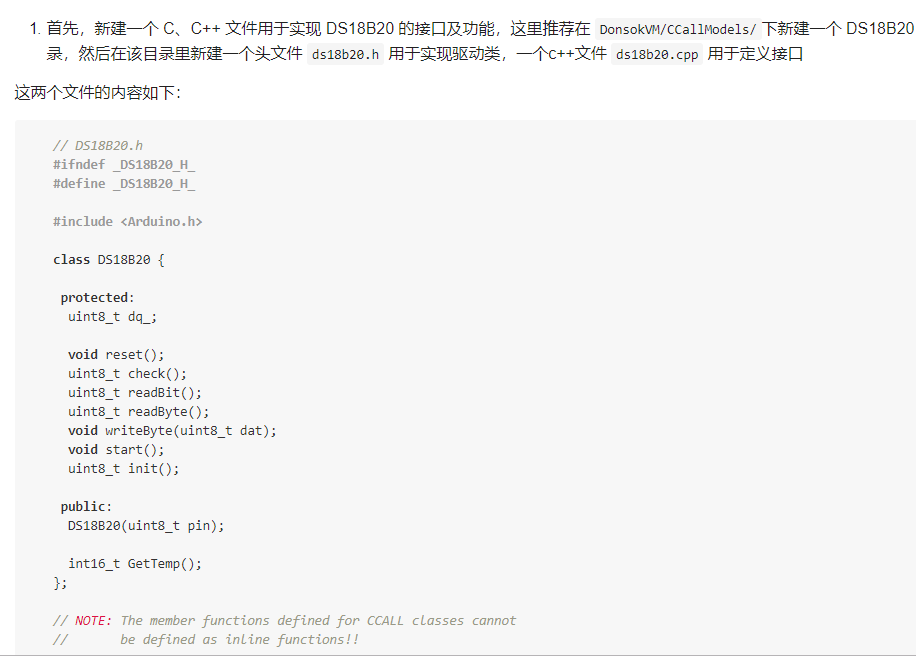 1. 首先，新建一个 C、C++ 文件用于实现 DS18B20 的接口及功能，这里推荐在 DonsokVM/CCallModels/ 下新建一个 DS18B20
录，然后在该目录里新建一个头文件 ds18b20.h 用于实现驱动类，一个C++文件 ds18b20.cpp 用于定义接口
这两个文件的内容如下：
// DS18B20.h
#ifndef _DS18B20_H_
#define _DS18B20_H_
#include <Arduino.h>
class DS18B20 {
protected:
uint8_t dq_;
void reset();
uint8_t check();
uint8_t readBit();
uint8_t readByte();
void writeByte(uint8_t dat);
void start();
uint8_t init();
public:
DS18B20(uint8_t pin);
int16_t GetTemp();
};
// NOTE: The member functions defined for CCALL classes cannot
// be defined as inline functions!!